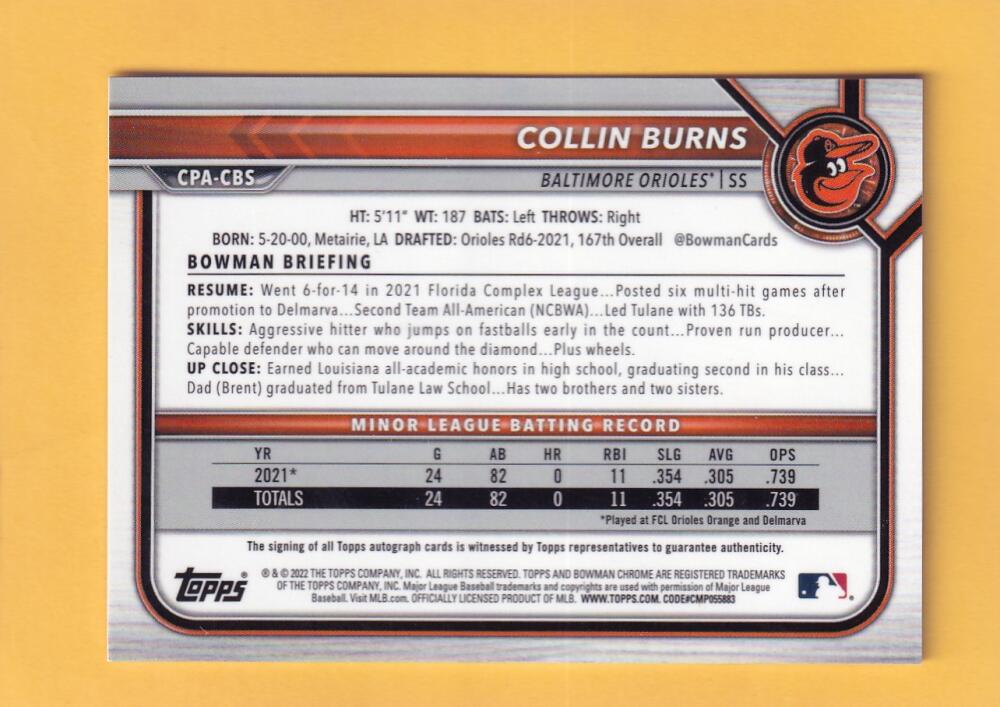 COLLIN BURNS
CPA-CBS
BALTIMORE ORIOLES® | SS
HT: 5'11" WT: 187 BATS: Left THROWS: Right
BORN: 5-20-00, Metairie, LA DRAFTED: Orioles Rd6-2021, 167th Overall @BowmanCards
BOWMAN BRIEFING
RESUME: Went 6-for-14 in 2021 Florida Complex League...Posted six multi-hit games after
promotion to Delmarva...Second Team All-American (NCBWA)...Led Tulane with 136 TBs.
SKILLS: Aggressive hitter who jumps on fastballs early in the count...Proven run producer...
Capable defender who can move around the diamond...Plus wheels.
UP CLOSE: Earned Louisiana all-academic honors in high school, graduating second in his class...
Dad (Brent) graduated from Tulane Law School...Has two brothers and two sisters.
MINOR LEAGUE BATTING RECORD
YR G AB HR RBI SLG AVG OPS
2021* 24 82 0 11 .354 .305 .739
TOTALS 24 82 0 11 .354 .305 .739
*Played at FCL Orioles Orange and Delmarva
The signing of all Topps autograph cards is witnessed by Topps representatives to guarantee authenticity.
Topps®
® & © 2022 THE TOPPS COMPANY, INC. ALL RIGHTS RESERVED. TOPPS AND BOWMAN CHROME ARE REGISTERED TRADEMARKS
OF THE TOPPS COMPANY, INC. Major League Baseball trademarks and copyrights are used with permission of Major League
Baseball. Visit MLB.com. OFFICIALLY LICENSED PRODUCT OF MLB. WWW.TOPPS.COM. CODE#CMP055883